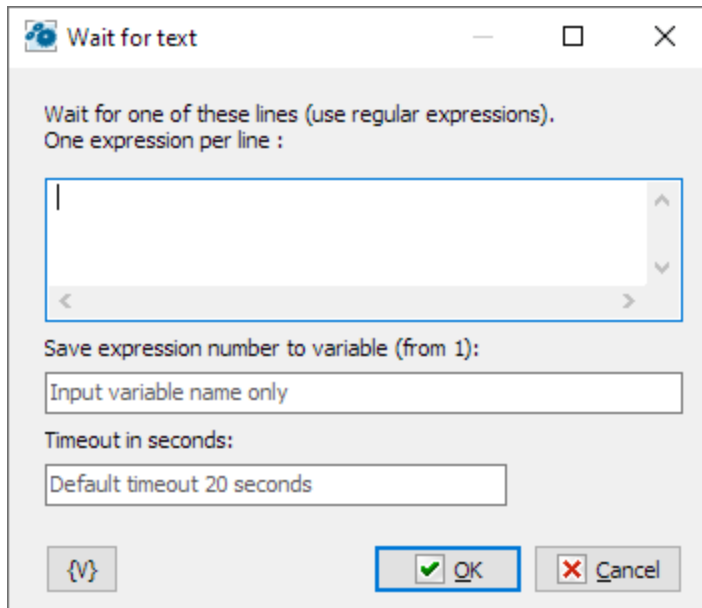 Wait for text
Wait for one of these lines (use regular expressions).
One expression per line :
Save expression number to variable (from 1):
Input variable name only
Timeout in seconds:
Default timeout 20 seconds
{V} OK Cancel